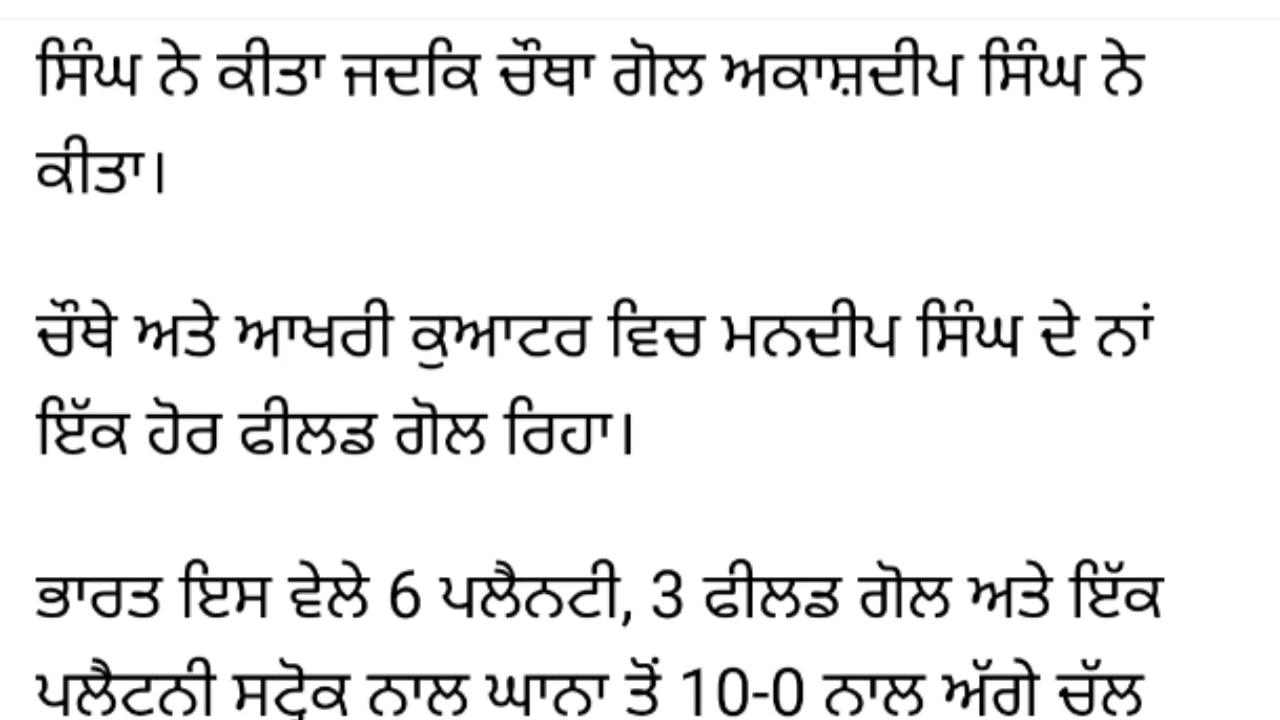 ਸਿੰਘ ਨੇ ਕੀਤਾ ਜਦਕਿ ਚੌਥਾ ਗੋਲ ਅਕਾਸ਼ਦੀਪ ਸਿੰਘ ਨੇ
ਕੀਤਾ।
ਚੌਥੇ ਅਤੇ ਆਖਰੀ ਕੁਆਟਰ ਵਿਚ ਮਨਦੀਪ ਸਿੰਘ ਦੇ ਨਾਂ
ਇੱਕ ਹੋਰ ਫੀਲਡ ਗੋਲ ਰਿਹਾ।
ਭਾਰਤ ਇਸ ਵੇਲੇ 6 ਪਲੈਨਟੀ, 3 ਫੀਲਡ ਗੋਲ ਅਤੇ ਇੱਕ
ਪਲੈਟਨੀ ਸਟ੍ਰੋਕ ਨਾਲ ਘਾਨਾ ਤੋਂ 10-0 ਨਾਲ ਅੱਗੇ ਚੱਲ